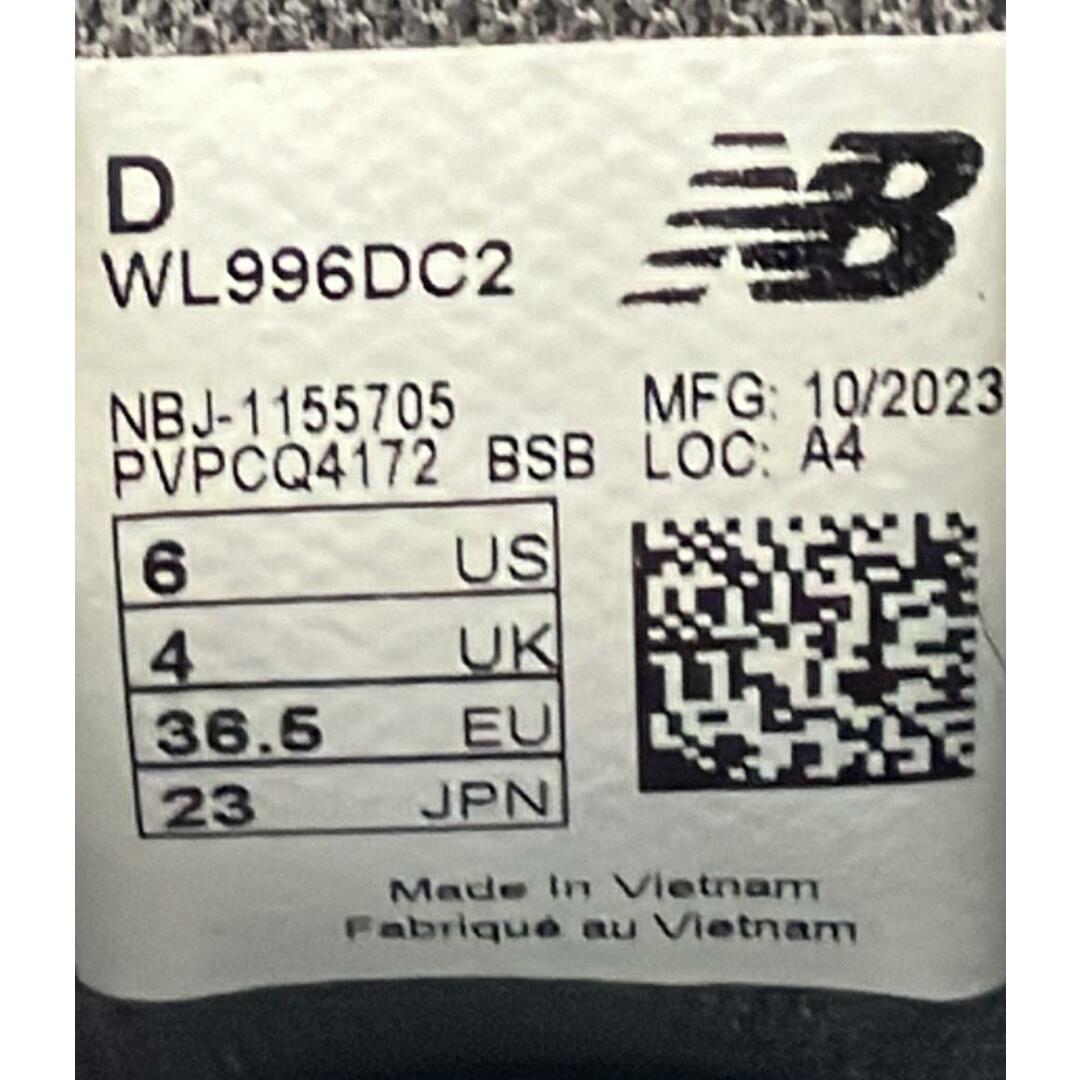 D
NB
WL996DC2
NBJ-1155705
MFG: 10/2023
PVPCQ4172 BSB
LOC: A4
6 US
4 UK
36.5 EU
23 JPN
Made in Vietnam
Fabriqué au Vietnam